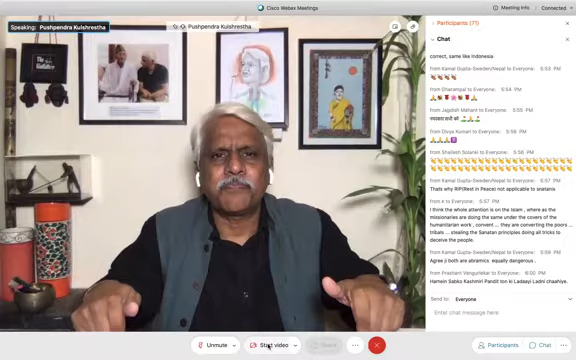 Cisco Webex Meetings
Meeting Info
Connected
Speaking: Pushpendra Kulshrestha
Pushpendra Kulshrestha
Participants (71)
Chat
correct, same like Indonesia
from Kamal Gupta-Sweden/Nepal to Everyone: 5:53 PM
from Dharampal to Everyone: 5:54 PM
🙏🌹🌷🌸🌹🌷🙏
from Jagdish Mahant to Everyone: 5:55 PM
from Divya Kumari to Everyone: 5:56 PM
🙏🙏🙏🕉
from Shailesh Solanki to Everyone: 5:56 PM
from Kamal Gupta-Sweden/Nepal to Everyone: 5:57 PM
Thats why RIP(Rest in Peace) not applicable to snatanis
from e to Everyone: 5:57 PM
I think the whole attention is on the Islam , where as the
missionaries are doing the same under the covers of the
humanitarian work , convert ... they are converting the poors ...
tribals ... stealing the Sanatan principles doing all tricks to
deceive the people.
from Kamal Gupta-Sweden/Nepal to Everyone: 5:59 PM
Agree ji both are abramics equally dangerous .
from Prashant Vengurlekar to Everyone: 6:00 PM
Hamein Sabko Kashmiri Pandit ton ki Ladaayi Ladni chaahiye.
Send to: Everyone
Enter chat message here
Unmute
Start video
Share
Participants
Chat
The
Godfather